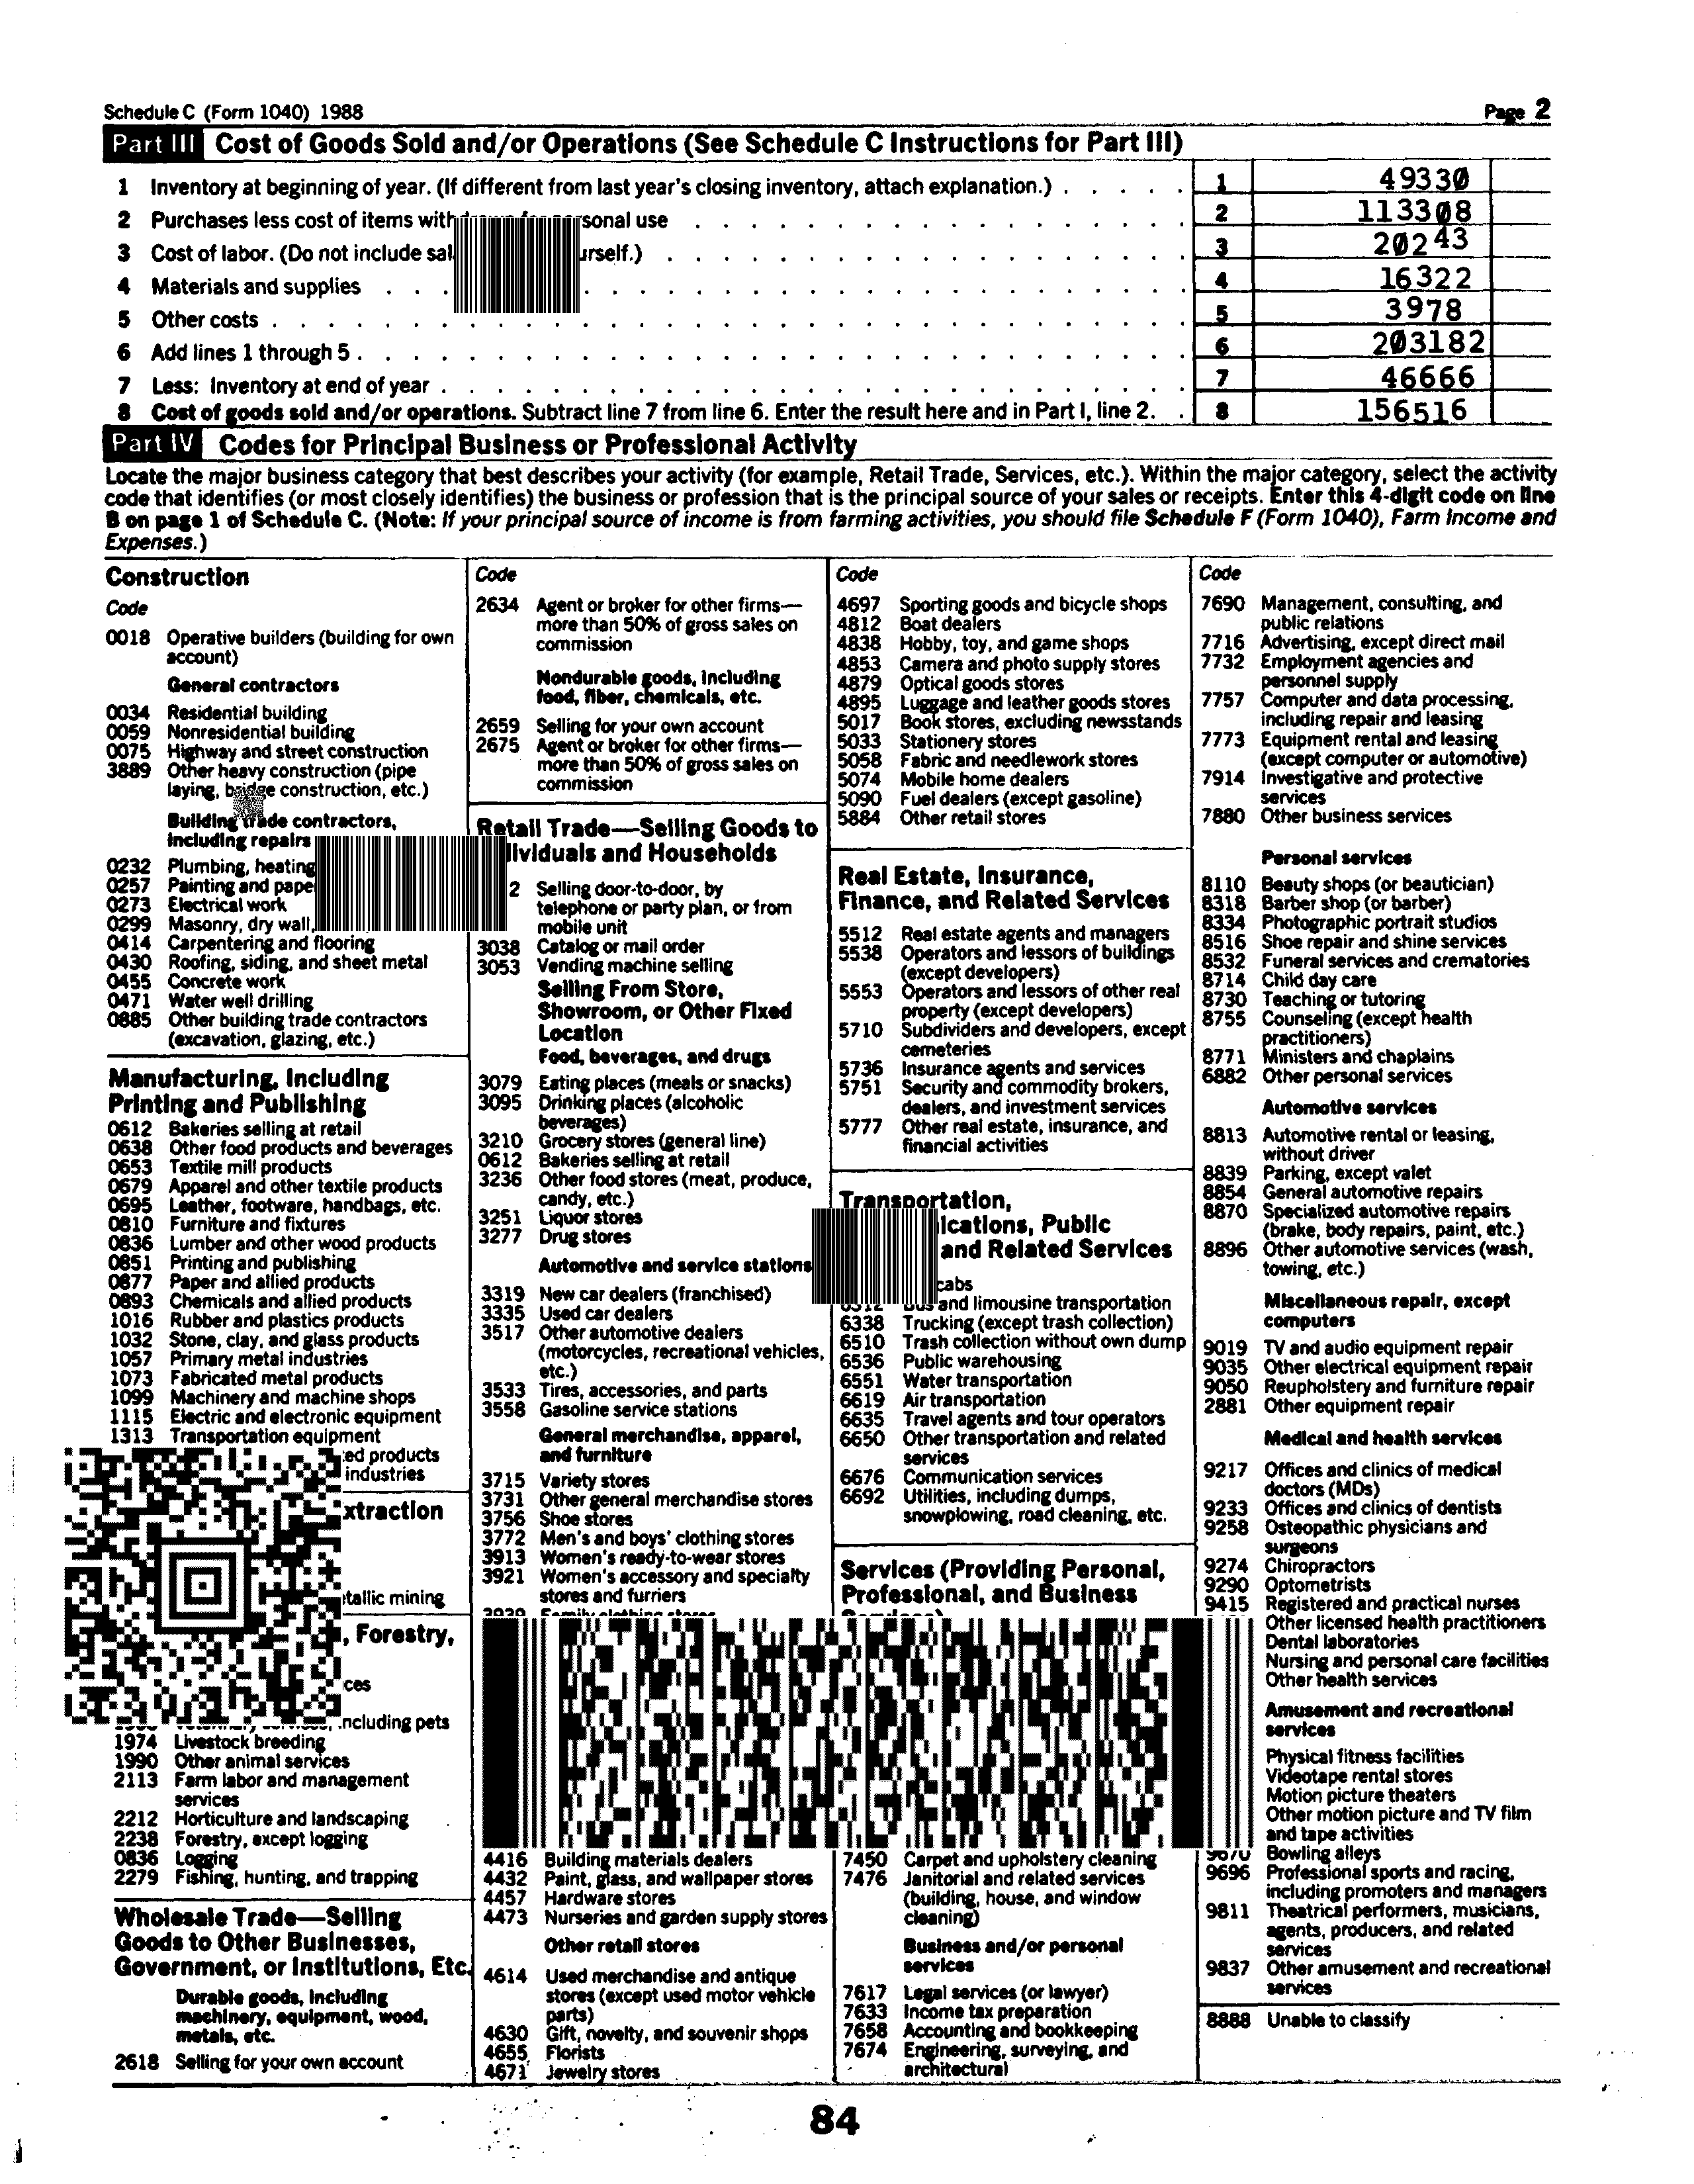 Schedule C (Form 1040) 1988
Page 2
Part III Cost of Goods Sold and/or Operations (See Schedule C Instructions for Part III)
1 Inventory at beginning of year. (If different from last year's closing inventory, attach explanation.) 1 49330
2 Purchases less cost of items use 2 113308
3 Cost of labor. (Do not include 3 20243
4 Materials and supplies 4 16322
5 Other costs 5 3978
6 Add lines 1 through 5 6 203182
7 Less: Inventory at end of year 7 46666
8 Cost of goods sold and/or operations. Subtract line 7 from line 6. Enter the result here and in Part I, line 2. 8 156516
Part IV Codes for Principal Business or Professional Activity
Locate the major business category that best describes your activity (for example, Retail Trade, Services, etc.). Within the major category, select the activity
code that identifies (or most closely identifies) the business or profession that is the principal source of your sales or receipts. Enter this 4-digit code on line
B on page 1 of Schedule C. (Note: If your principal source of income is from farming activities, you should file Schedule F (Form 1040), Farm Income and
Expenses.)
Construction
Code
0018 Operative builders (building for own
account)
General contractors
0034 Residential building
0059 Nonresidential building
0075 Highway and street construction
3889 Other heavy construction (pipe
laying, bridge construction, etc.)
Building trade contractors,
including repairs
0232 Plumbing, heating
0257 Painting and
0273 Electrical work
0299 Masonry, dry wall,
0414 Carpentering and flooring
0430 Roofing, siding, and sheet metal
0455 Concrete work
0471 Water well drilling
0885 Other building trade contractors
(excavation, glazing, etc.)
Manufacturing, Including
Printing and Publishing
0612 Bakeries selling at retail
0638 Other food products and beverages
0653 Textile mill products
0679 Apparel and other textile products
0695 Leather, footware, handbags, etc.
0810 Furniture and fixtures
0836 Lumber and other wood products
0851 Printing and publishing
0877 Paper and allied products
0893 Chemicals and allied products
1016 Rubber and plastics products
1032 Stone, clay, and glass products
1057 Primary metal industries
1073 Fabricated metal products
1099 Machinery and machine shops
1115 Electric and electronic equipment
1313 Transportation equipment
products
industries
mining
, Forestry,
including pets
1974 Livestock breeding
1990 Other animal services
2113 Farm labor and management
services
2212 Horticulture and landscaping
2238 Forestry, except logging
0836 Logging
2279 Fishing, hunting, and trapping
Wholesale Trade—Selling
Goods to Other Businesses,
Government, or Institutions, Etc.
Durable goods, including
machinery, equipment, wood,
metals, etc.
2618 Selling for your own account
Code
2634 Agent or broker for other firms—
more than 50% of gross sales on
commission
Nondurable goods, including
food, fiber, chemicals, etc.
2659 Selling for your own account
2675 Agent or broker for other firms—
more than 50% of gross sales on
commission
Retail Trade—Selling Goods to
and Households
Selling door-to-door, by
telephone or party plan, or from
mobile unit
3038 Catalog or mail order
3053 Vending machine selling
Selling From Store,
Showroom, or Other Fixed
Location
Food, beverages, and drugs
3079 Eating places (meals or snacks)
3095 Drinking places (alcoholic
beverages)
3210 Grocery stores (general line)
0612 Bakeries selling at retail
3236 Other food stores (meat, produce,
candy, etc.)
3251 Liquor stores
3277 Drug stores
Automotive and service stations
3319 New car dealers (franchised)
3335 Used car dealers
3517 Other automotive dealers
(motorcycles, recreational vehicles,
etc.)
3533 Tires, accessories, and parts
3558 Gasoline service stations
General merchandise, apparel,
and furniture
3715 Variety stores
3731 Other general merchandise stores
3756 Shoe stores
3772 Men's and boys' clothing stores
3913 Women's ready-to-wear stores
3921 Women's accessory and specialty
stores and furriers
3939 Family clothing stores
4416 Building materials dealers
4432 Paint, glass, and wallpaper stores
4457 Hardware stores
4473 Nurseries and garden supply stores
Other retail stores
4614 Used merchandise and antique
stores (except used motor vehicle
parts)
4630 Gift, novelty, and souvenir shops
4655 Florists
4671 Jewelry stores
Code
4697 Sporting goods and bicycle shops
4812 Boat dealers
4838 Hobby, toy, and game shops
4853 Camera and photo supply stores
4879 Optical goods stores
4895 Luggage and leather goods stores
5017 Book stores, excluding newsstands
5033 Stationery stores
5058 Fabric and needlework stores
5074 Mobile home dealers
5090 Fuel dealers (except gasoline)
5884 Other retail stores
Real Estate, Insurance,
Finance, and Related Services
5512 Real estate agents and managers
5538 Operators and lessors of buildings
(except developers)
5553 Operators and lessors of other real
property (except developers)
5710 Subdividers and developers, except
cemeteries
5736 Insurance agents and services
5751 Security and commodity brokers,
dealers, and investment services
5777 Other real estate, insurance, and
financial activities
Transportation,
Public
and Related Services
6312 Bus and limousine transportation
6338 Trucking (except trash collection)
6510 Trash collection without own dump
6536 Public warehousing
6551 Water transportation
6619 Air transportation
6635 Travel agents and tour operators
6650 Other transportation and related
services
6676 Communication services
6692 Utilities, including dumps,
snowplowing, road cleaning, etc.
Services (Providing Personal,
Professional, and Business
7450 Carpet and upholstery cleaning
7476 Janitorial and related services
(building, house, and window
cleaning)
Business and/or personal
services
7617 Legal services (or lawyer)
7633 Income tax preparation
7658 Accounting and bookkeeping
7674 Engineering, surveying, and
architectural
Code
7690 Management, consulting, and
public relations
7716 Advertising, except direct mail
7732 Employment agencies and
personnel supply
7757 Computer and data processing,
including repair and leasing
7773 Equipment rental and leasing
(except computer or automotive)
7914 Investigative and protective
services
7880 Other business services
Personal services
8110 Beauty shops (or beautician)
8318 Barber shop (or barber)
8334 Photographic portrait studios
8516 Shoe repair and shine services
8532 Funeral services and crematories
8714 Child day care
8730 Teaching or tutoring
8755 Counseling (except health
practitioners)
8771 Ministers and chaplains
6882 Other personal services
Automotive services
8813 Automotive rental or leasing,
without driver
8839 Parking, except valet
8854 General automotive repairs
8870 Specialized automotive repairs
(brake, body repairs, paint, etc.)
8896 Other automotive services (wash,
towing, etc.)
Miscellaneous repair, except
computers
9019 TV and audio equipment repair
9035 Other electrical equipment repair
9050 Reupholstery and furniture repair
2881 Other equipment repair
Medical and health services
9217 Offices and clinics of medical
doctors (MDs)
9233 Offices and clinics of dentists
9258 Osteopathic physicians and
surgeons
9274 Chiropractors
9290 Optometrists
9415 Registered and practical nurses
Other licensed health practitioners
Dental laboratories
Nursing and personal care facilities
Other health services
Amusement and recreational
services
Physical fitness facilities
Videotape rental stores
Motion picture theaters
Other motion picture and TV film
and tape activities
9670 Bowling alleys
9696 Professional sports and racing,
including promoters and managers
9811 Theatrical performers, musicians,
agents, producers, and related
services
9837 Other amusement and recreational
services
8888 Unable to classify
84